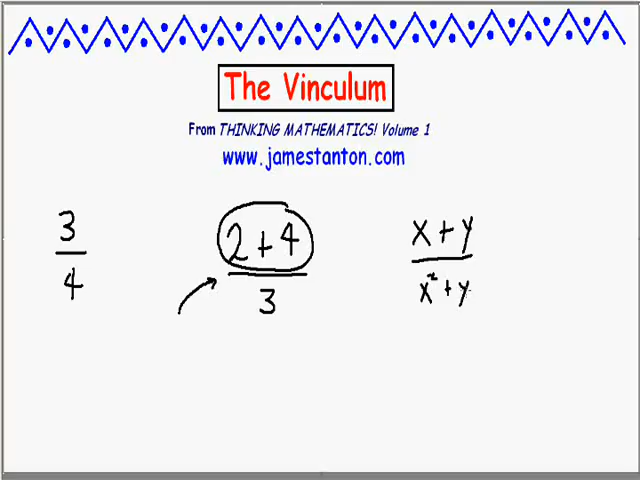 The Vinculum
From THINKING MATHEMATICS! Volume 1
www.jamestanton.com
3
4
2 + 4
3
x + y
x² + y